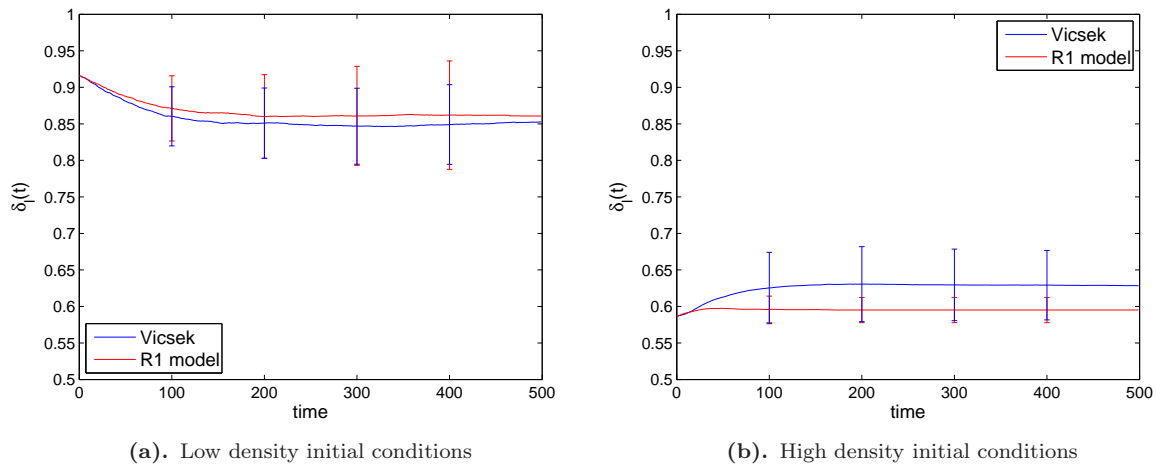 1
0.95
0.9
0.85
0.8
0.75
0.7
0.65
0.6
0.55
0.5
δl(t)
0 100 200 300 400 500
time
Vicsek
R1 model
(a). Low density initial conditions
1
0.95
0.9
0.85
0.8
0.75
0.7
0.65
0.6
0.55
0.5
δl(t)
0 100 200 300 400 500
time
Vicsek
R1 model
(b). High density initial conditions